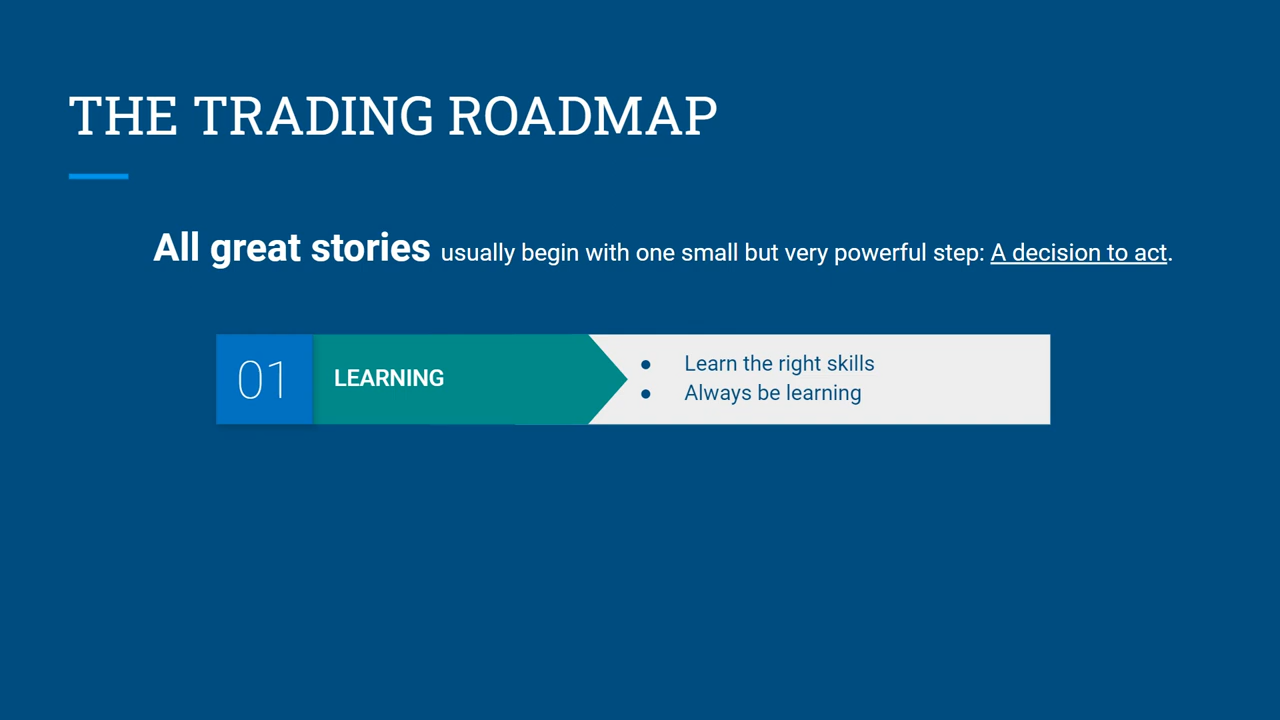 THE TRADING ROADMAP
All great stories usually begin with one small but very powerful step: A decision to act.
01
LEARNING
● Learn the right skills
● Always be learning